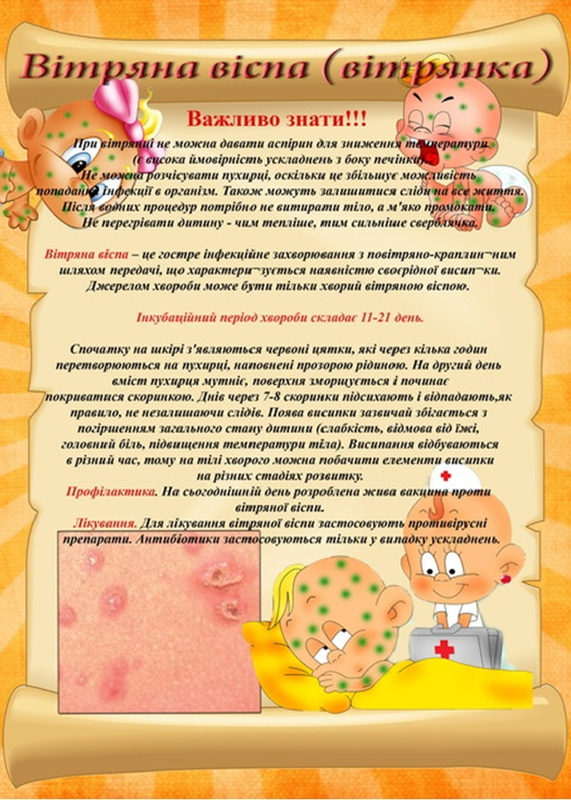 Вітряна віспа (вітрянка)
Важливо знати!!!
При вітрянці не можна давати аспірин для зниження температури
(є висока ймовірність ускладнень з боку печінки).
Не можна розчісувати пухирці, оскільки це збільшує можливість
попадання інфекції в організм. Також можуть залишитися сліди на все життя.
Після водних процедур потрібно не витирати тіло, а м'яко промокати.
Не перегрівати дитину - чим тепліше, тим сильніше сверблячка.
Вітряна віспа – це гостре інфекційне захворювання з повітряно-краплин¬ним
шляхом передачі, що характери¬зується наявністю своєрідної висип¬ки.
Джерелом хвороби може бути тільки хворий вітряною віспою.
Інкубаційний період хвороби складає 11-21 день.
Спочатку на шкірі з'являються червоні цятки, які через кілька годин
перетворюються на пухирці, наповнені прозорою рідиною. На другий день
вміст пухирця мутніє, поверхня зморщується і починає
покриватися скоринкою. Днів через 7-8 скоринки підсихають і відпадають,як
правило, не незалишаючи слідів. Поява висипки зазвичай збігається з
погіршенням загального стану дитини (слабкість, відмова від їжі,
головний біль, підвищення температури тіла). Висипання відбуваються
в різний час, тому на тілі хворого можна побачити елементи висипки
на різних стадіях розвитку.
Профілактика. На сьогоднішній день розроблена жива вакцина проти
вітряної віспи.
Лікування. Для лікування вітряної віспи застосовують противірусні
препарати. Антибіотики застосовуються тільки у випадку ускладнень.